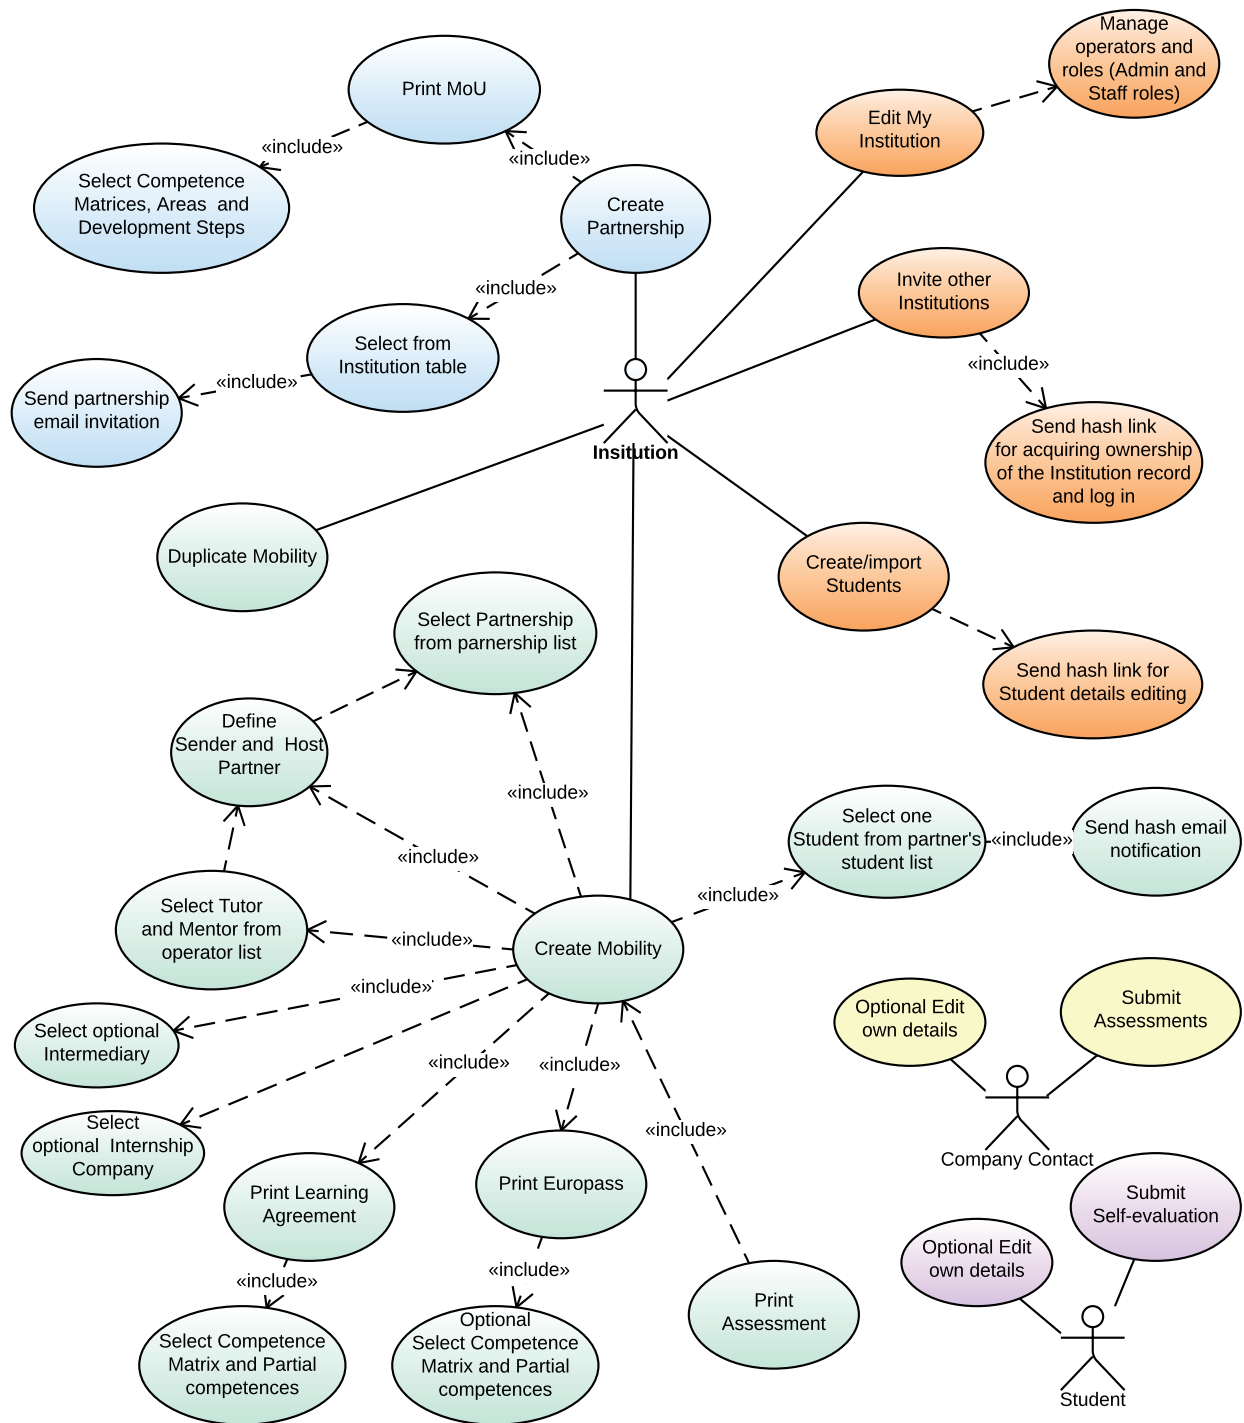 Manage
operators and
roles (Admin and
Staff roles)
Print MoU
Edit My
Institution
«include»
«include»
Select Competence
Matrices, Areas  and
Development Steps
Create
Partnership
Invite other
Institutions
«include»
Select from
Institution table
«include»
«include»
Send partnership
email invitation
Insitution
Send hash link
for acquiring ownership
of the Institution record
and log in
Duplicate Mobility
Create/import
Students
Select Partnership
from parnership list
Send hash link for
Student details editing
Define
Sender and  Host
Partner
«include»
Select one
Student from partner's
student list
«include»
Send hash email
notification
«include»
«include»
Select Tutor
and Mentor from
operator list
«include»
Create Mobility
«include»
Optional Edit
own details
Submit
Assessments
Select optional
Intermediary
«include»
«include»
Select
optional  Internship
Company
«include»
Company Contact
Print Learning
Agreement
Print Europass
Submit
Self-evaluation
Optional Edit
own details
«include»
«include»
Print
Assessment
Select Competence
Matrix and Partial
competences
Optional
Select Competence
Matrix and Partial
competences
Student